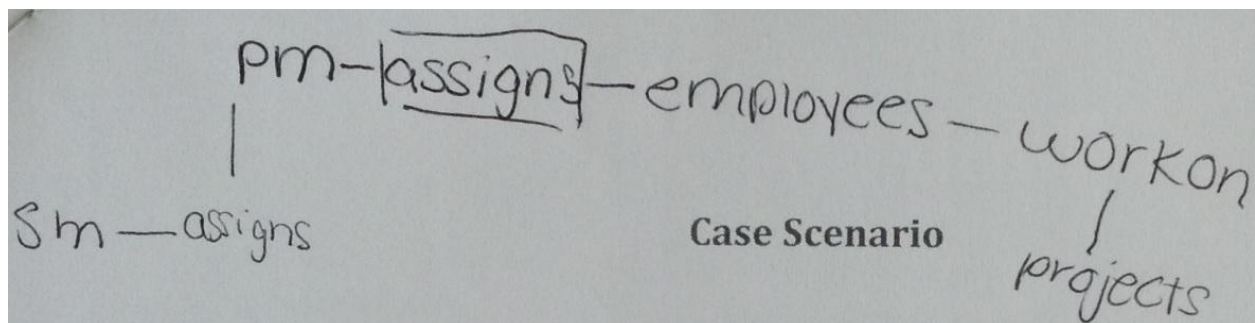 pm - assigns - employees - workon
sm - assigns
Case Scenario
projects